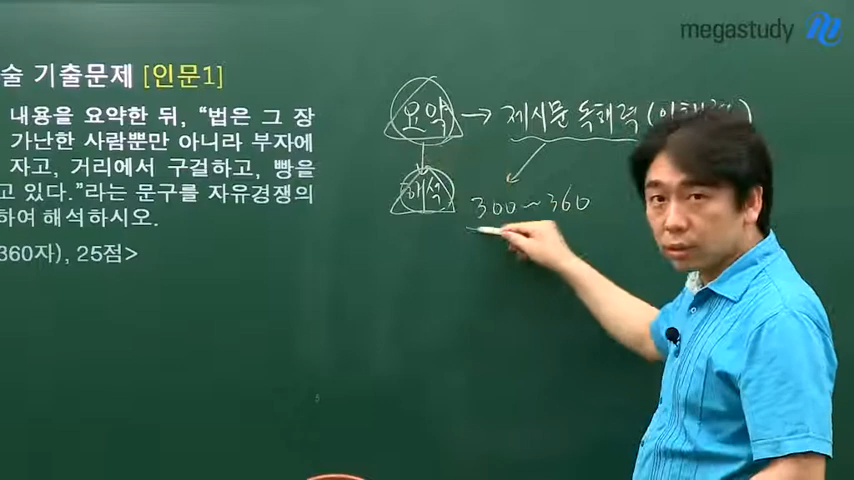 megastudy
술 기출문제 [인문1]
내용을 요약한 뒤, "법은 그 장
가난한 사람뿐만 아니라 부자에
자고, 거리에서 구걸하고, 빵을
고 있다."라는 문구를 자유경쟁의
하여 해석하시오.
360자), 25점>
요약 → 제시문 독해력 (
해석
300~360